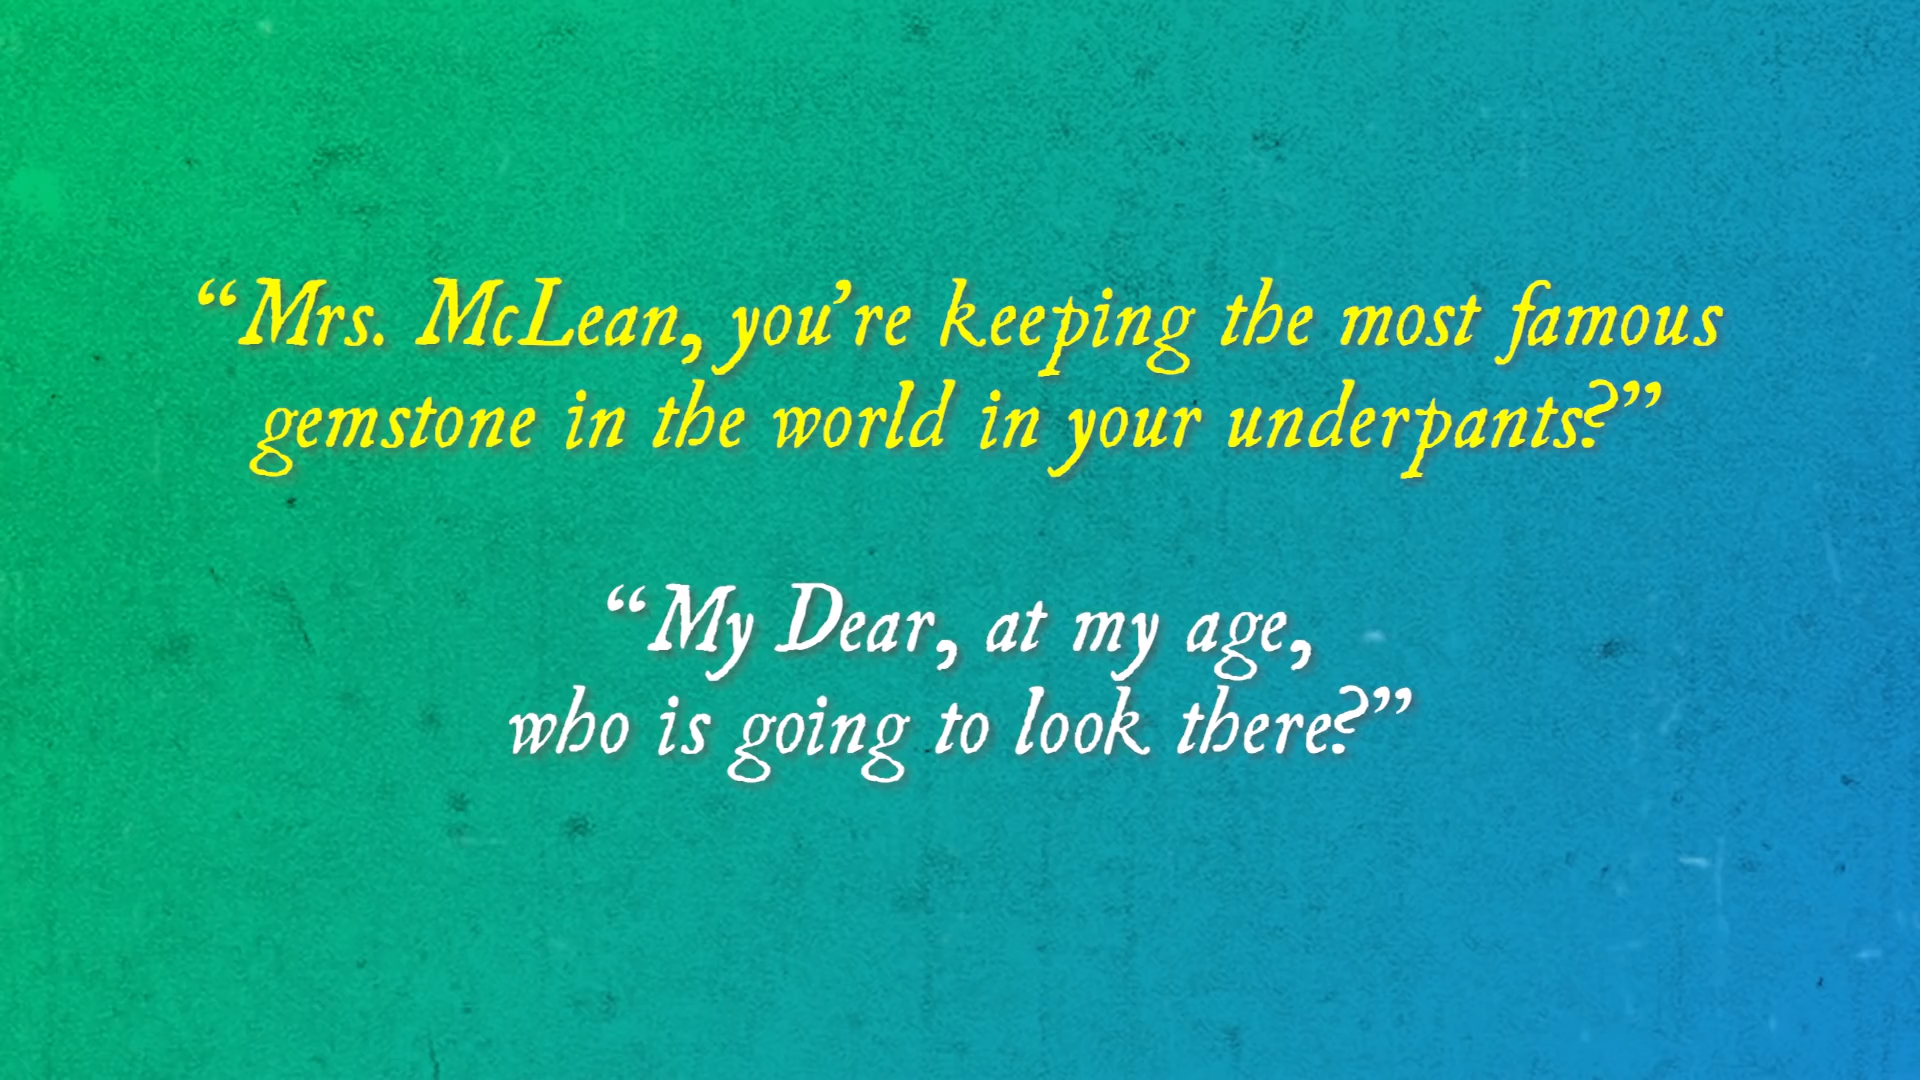 “Mrs. McLean, you’re keeping the most famous
gemstone in the world in your underpants?”
“My Dear, at my age,
who is going to look there?”